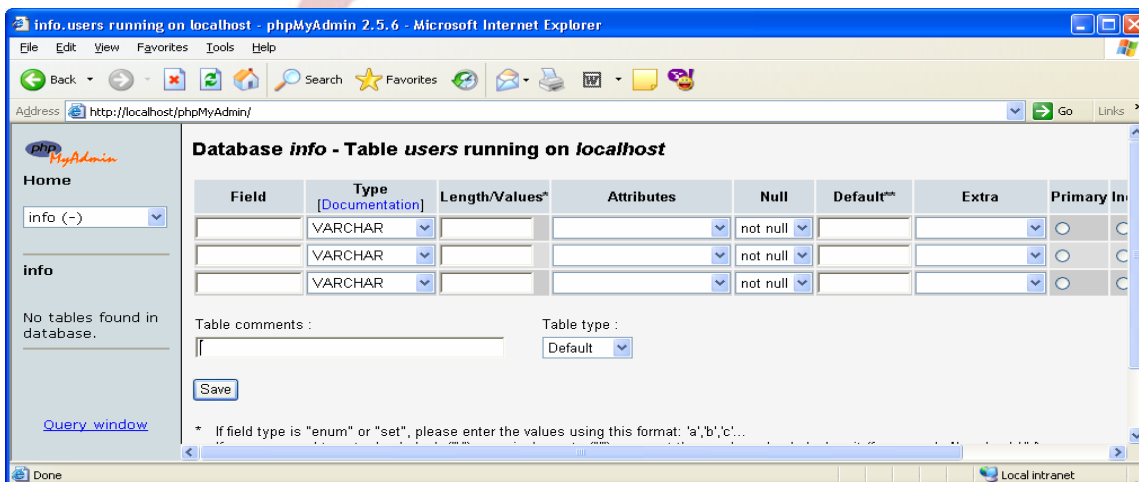 info.users running on localhost - phpMyAdmin 2.5.6 - Microsoft Internet Explorer
File Edit View Favorites Tools Help
Back Search Favorites
Address http://localhost/phpMyAdmin/ Go Links
php
MyAdmin
Home
info (-)
info
No tables found in
database.
Query window
Database info - Table users running on localhost
Field Type [Documentation] Length/Values* Attributes Null Default** Extra Primary
VARCHAR not null
VARCHAR not null
VARCHAR not null
Table comments : Table type :
Default
Save
* If field type is "enum" or "set", please enter the values using this format: 'a','b','c'...
Done Local intranet